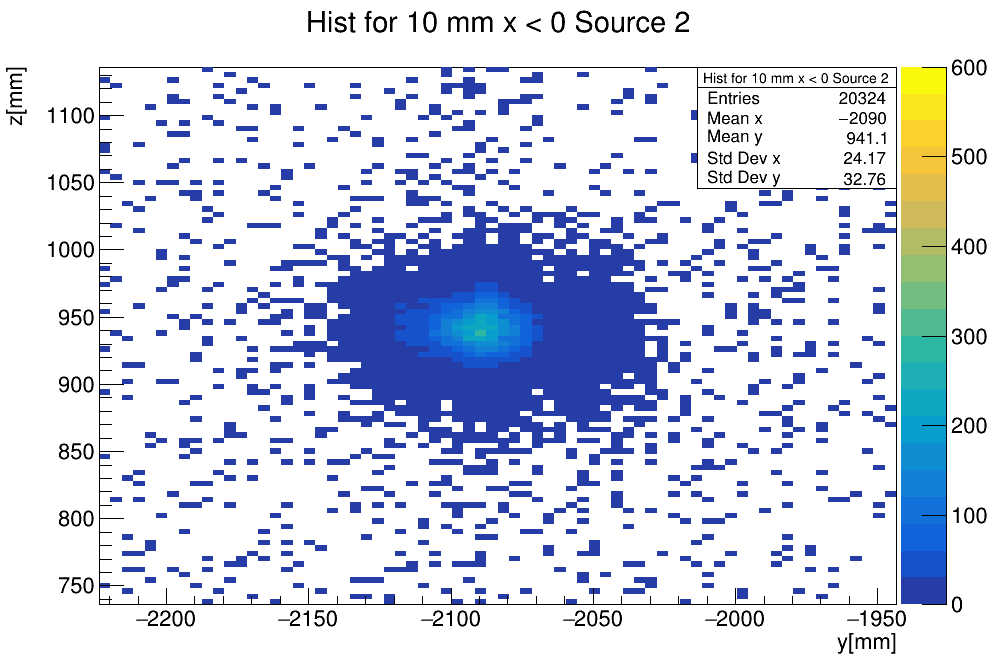 Hist for 10 mm x < 0 Source 2
z[mm]
Hist for 10 mm x < 0 Source 2
Entries 20324
Mean x −2090
Mean y 941.1
Std Dev x 24.17
Std Dev y 32.76
1100
1050
1000
950
900
850
800
750
−2200
−2150
−2100
−2050
−2000
−1950
y[mm]
600
500
400
300
200
100
0